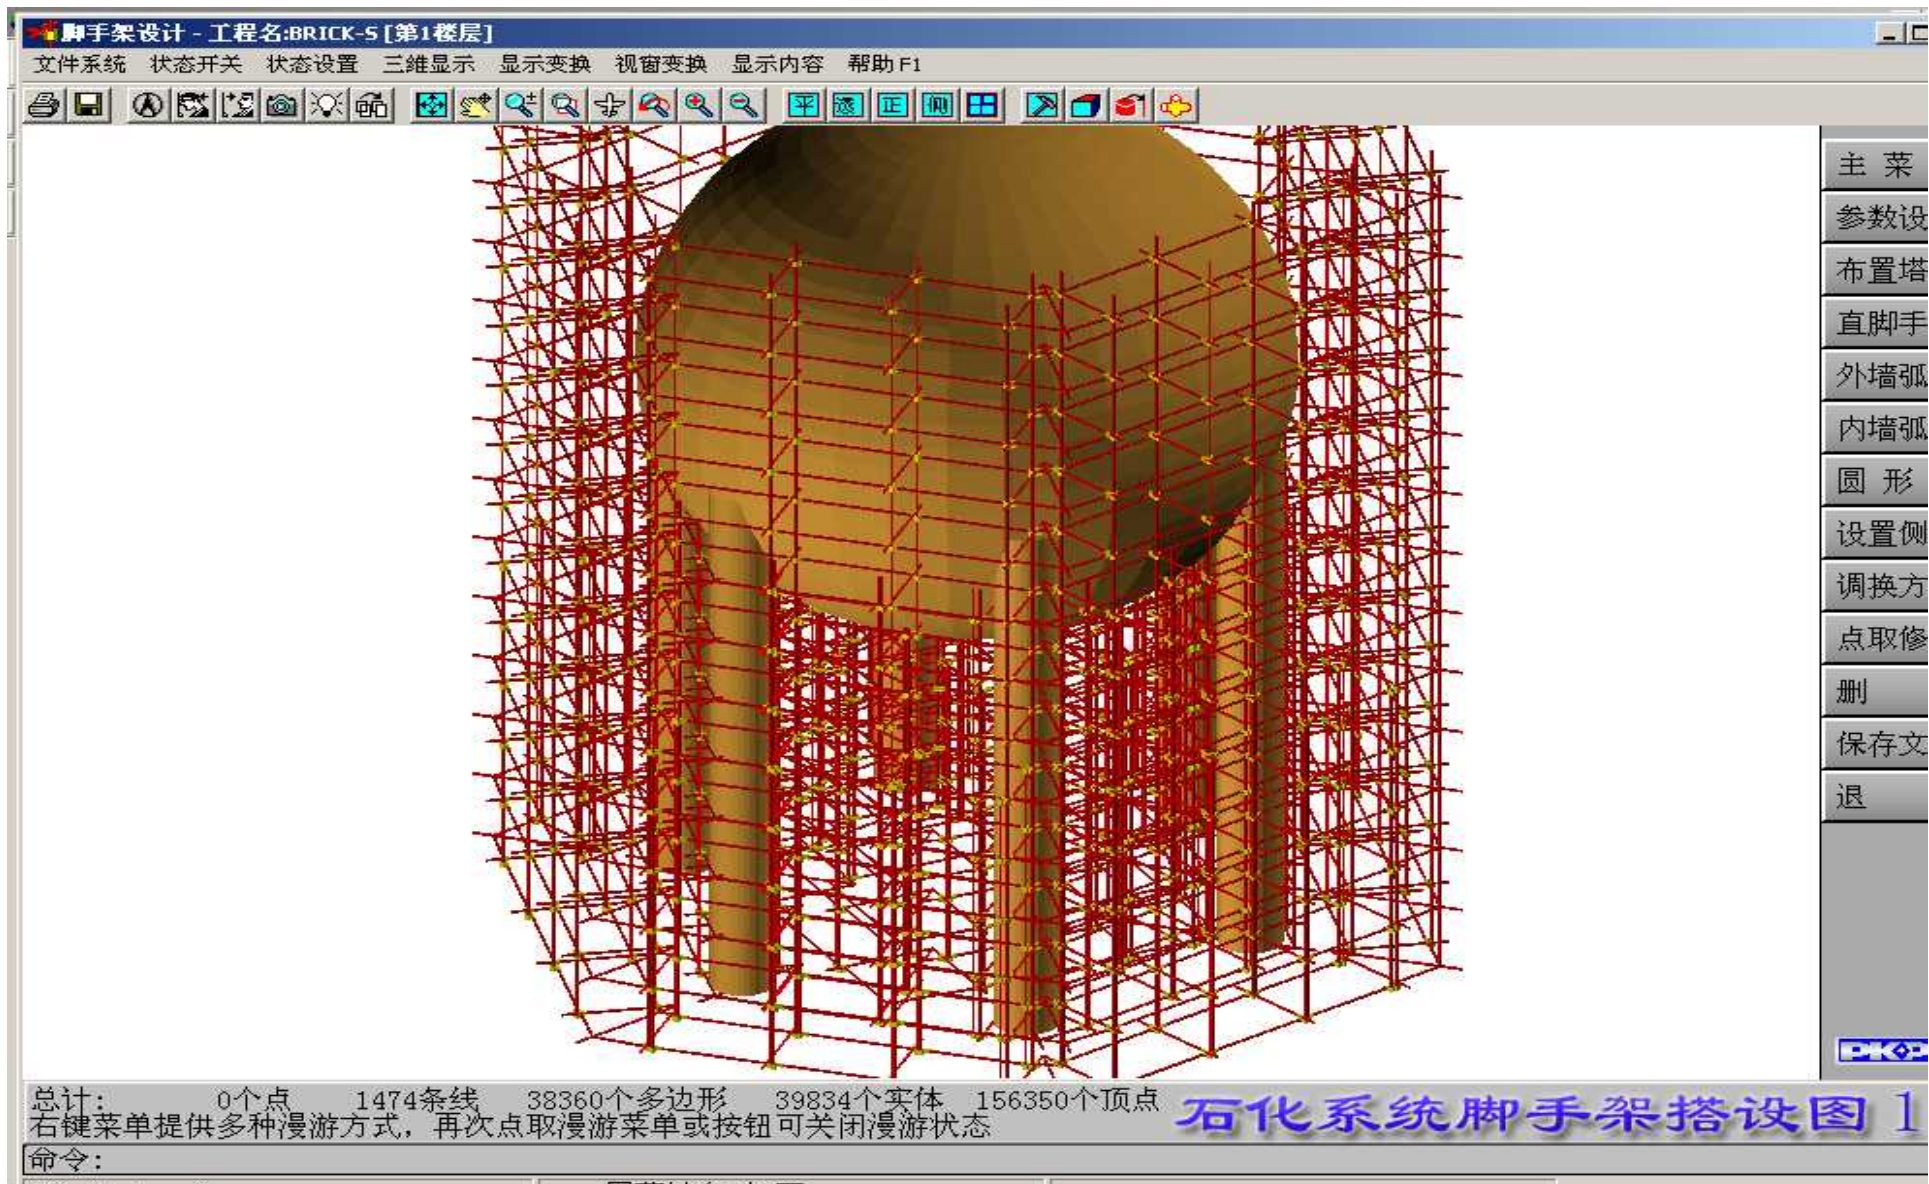 脚手架设计 - 工程名:BRICK-S [第1楼层]
文件系统 状态开关 状态设置 三维显示 显示变换 视窗变换 显示内容 帮助 F1
平 透 正 侧
主 菜
参数设
布置塔
直脚手
外墙弧
内墙弧
圆 形
设置侧
调换方
点取修
删
保存文
退
总计: 0个点 1474条线 38360个多边形 39834个实体 156350个顶点
右键菜单提供多种漫游方式, 再次点取漫游菜单或按钮可关闭漫游状态
石化系统脚手架搭设图 1
命令: